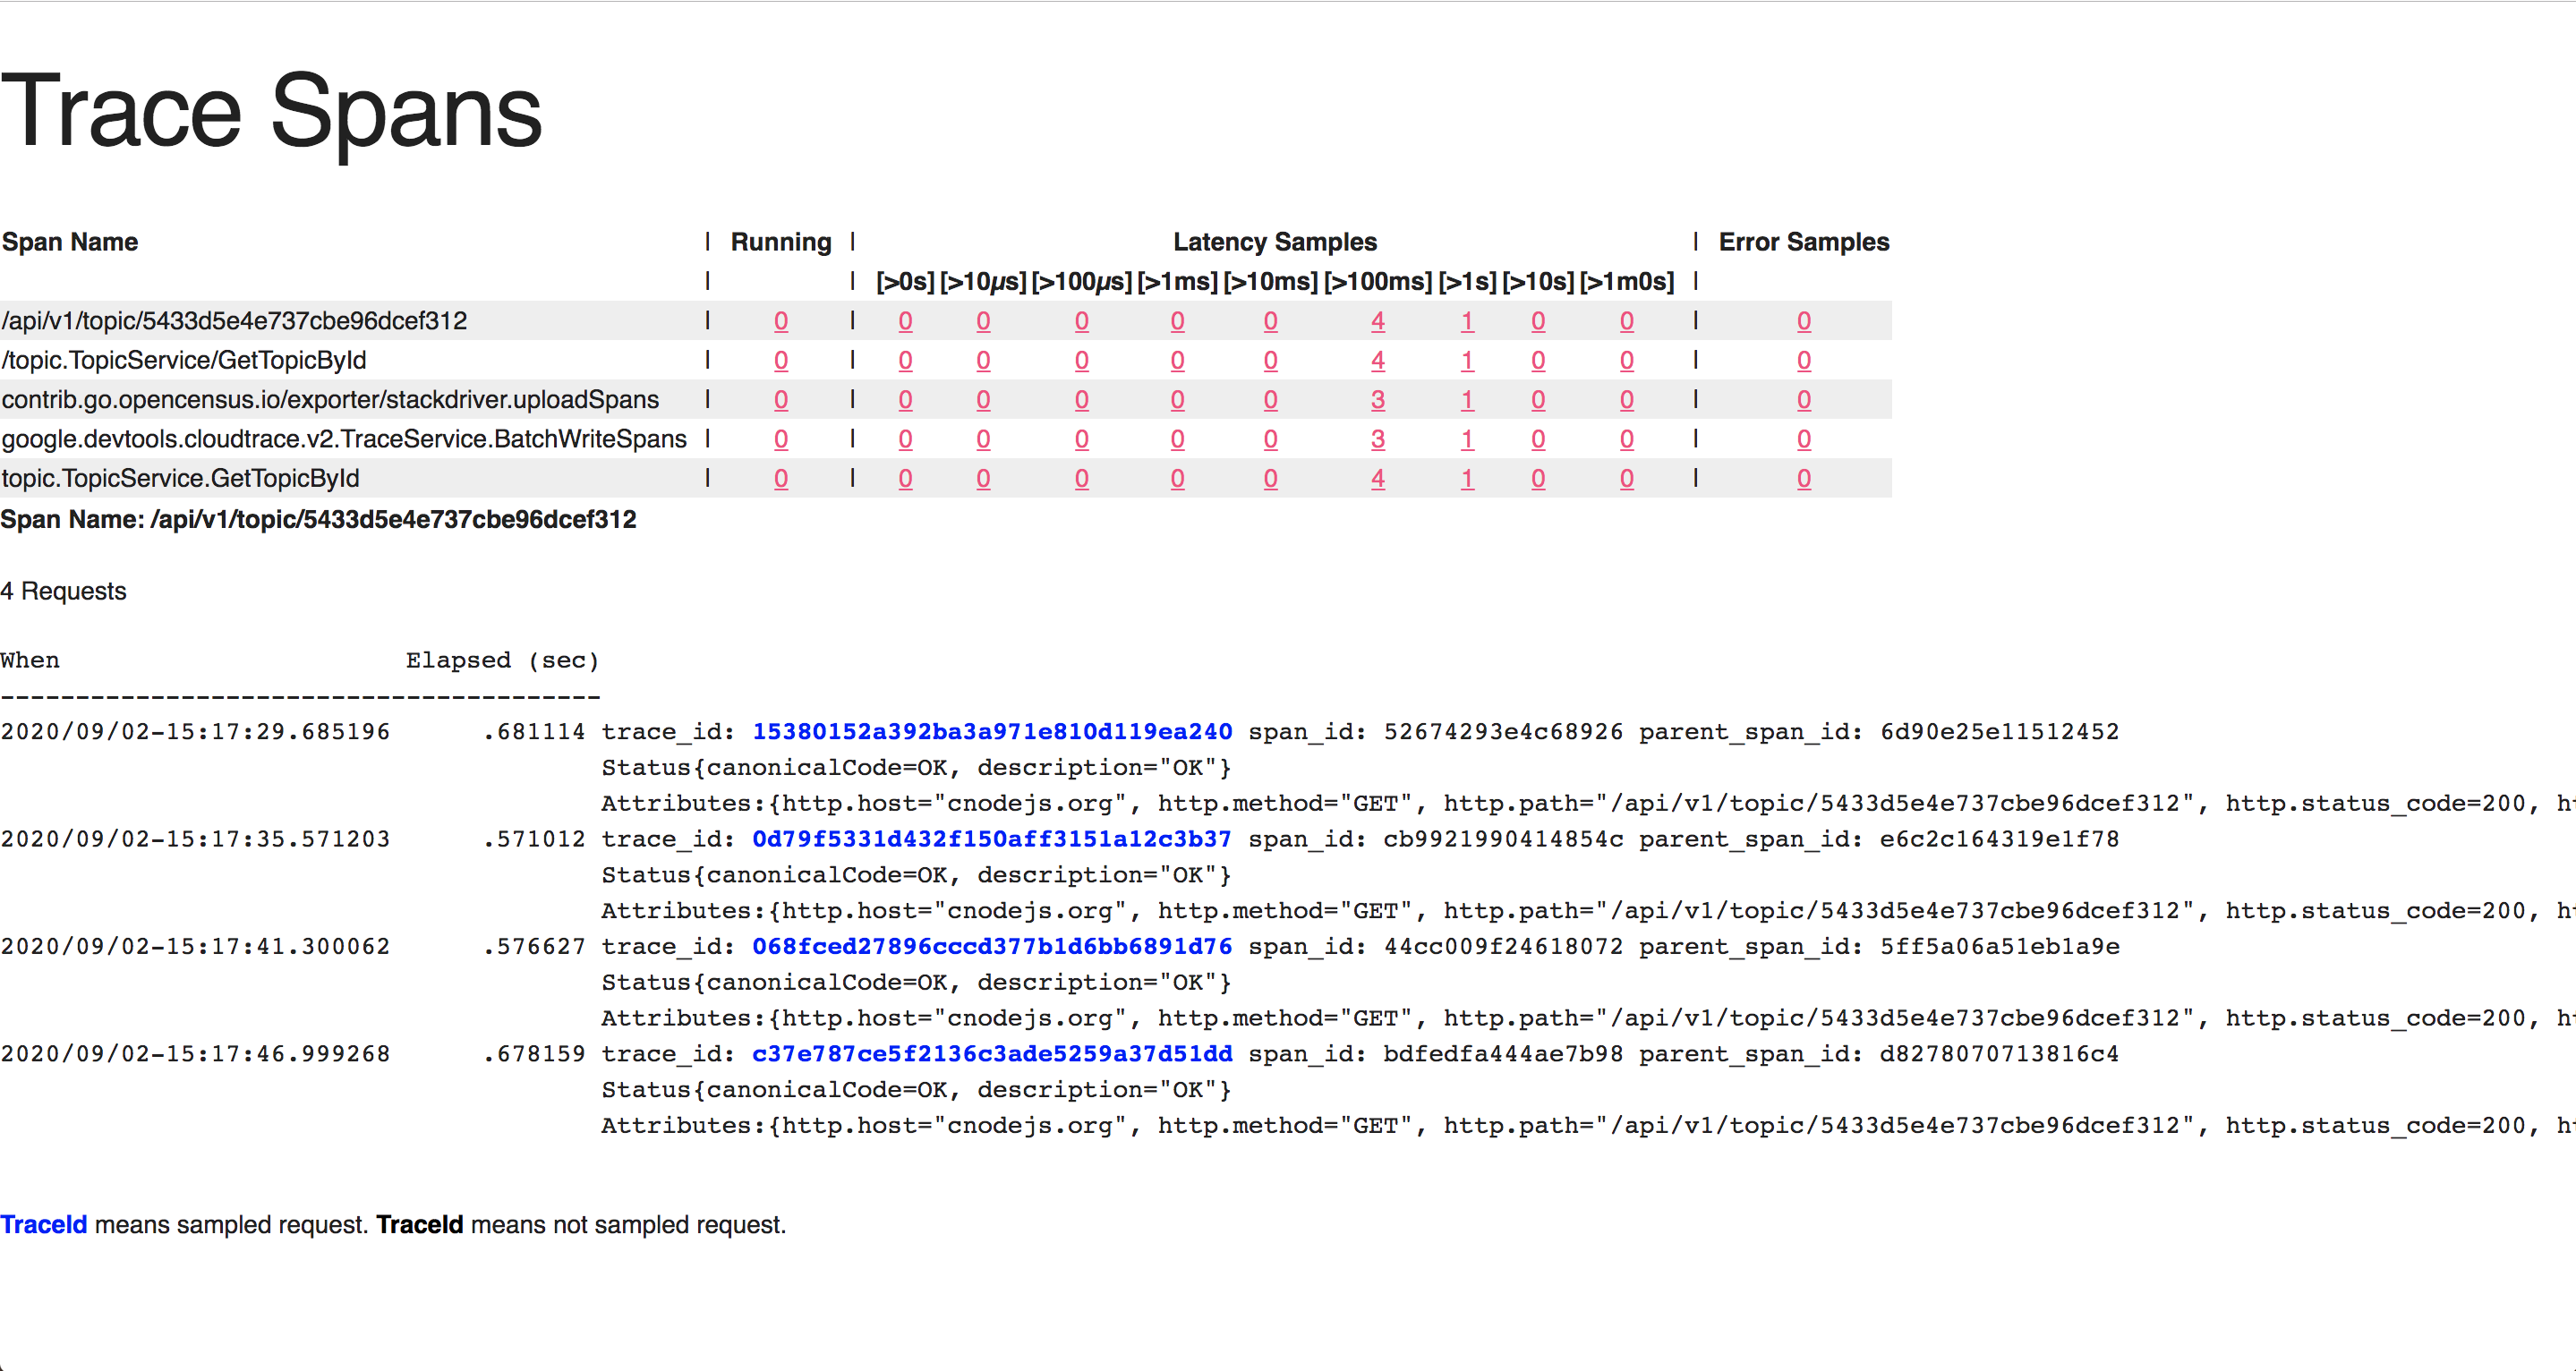 Trace Spans
Span Name | Running | Latency Samples | Error Samples
| | [>0s] [>10µs] [>100µs] [>1ms] [>10ms] [>100ms] [>1s] [>10s] [>1m0s] |
/api/v1/topic/5433d5e4e737cbe96dcef312 | 0 | 0 0 0 0 0 4 1 0 0 | 0
/topic.TopicService/GetTopicById | 0 | 0 0 0 0 0 4 1 0 0 | 0
contrib.go.opencensus.io/exporter/stackdriver.uploadSpans | 0 | 0 0 0 0 0 3 1 0 0 | 0
google.devtools.cloudtrace.v2.TraceService.BatchWriteSpans | 0 | 0 0 0 0 0 3 1 0 0 | 0
topic.TopicService.GetTopicById | 0 | 0 0 0 0 0 4 1 0 0 | 0
Span Name: /api/v1/topic/5433d5e4e737cbe96dcef312
4 Requests
When Elapsed (sec)
----------------------------------------
2020/09/02-15:17:29.685196 .681114 trace_id: 15380152a392ba3a971e810d119ea240 span_id: 52674293e4c68926 parent_span_id: 6d90e25e11512452
Status{canonicalCode=OK, description="OK"}
Attributes:{http.host="cnodejs.org", http.method="GET", http.path="/api/v1/topic/5433d5e4e737cbe96dcef312", http.status_code=200, ht
2020/09/02-15:17:35.571203 .571012 trace_id: 0d79f5331d432f150aff3151a12c3b37 span_id: cb9921990414854c parent_span_id: e6c2c164319e1f78
Status{canonicalCode=OK, description="OK"}
Attributes:{http.host="cnodejs.org", http.method="GET", http.path="/api/v1/topic/5433d5e4e737cbe96dcef312", http.status_code=200, ht
2020/09/02-15:17:41.300062 .576627 trace_id: 068fced27896cccd377b1d6bb6891d76 span_id: 44cc009f24618072 parent_span_id: 5ff5a06a51eb1a9e
Status{canonicalCode=OK, description="OK"}
Attributes:{http.host="cnodejs.org", http.method="GET", http.path="/api/v1/topic/5433d5e4e737cbe96dcef312", http.status_code=200, ht
2020/09/02-15:17:46.999268 .678159 trace_id: c37e787ce5f2136c3ade5259a37d51dd span_id: bdfedfa444ae7b98 parent_span_id: d8278070713816c4
Status{canonicalCode=OK, description="OK"}
Attributes:{http.host="cnodejs.org", http.method="GET", http.path="/api/v1/topic/5433d5e4e737cbe96dcef312", http.status_code=200, ht
TraceId means sampled request. TraceId means not sampled request.